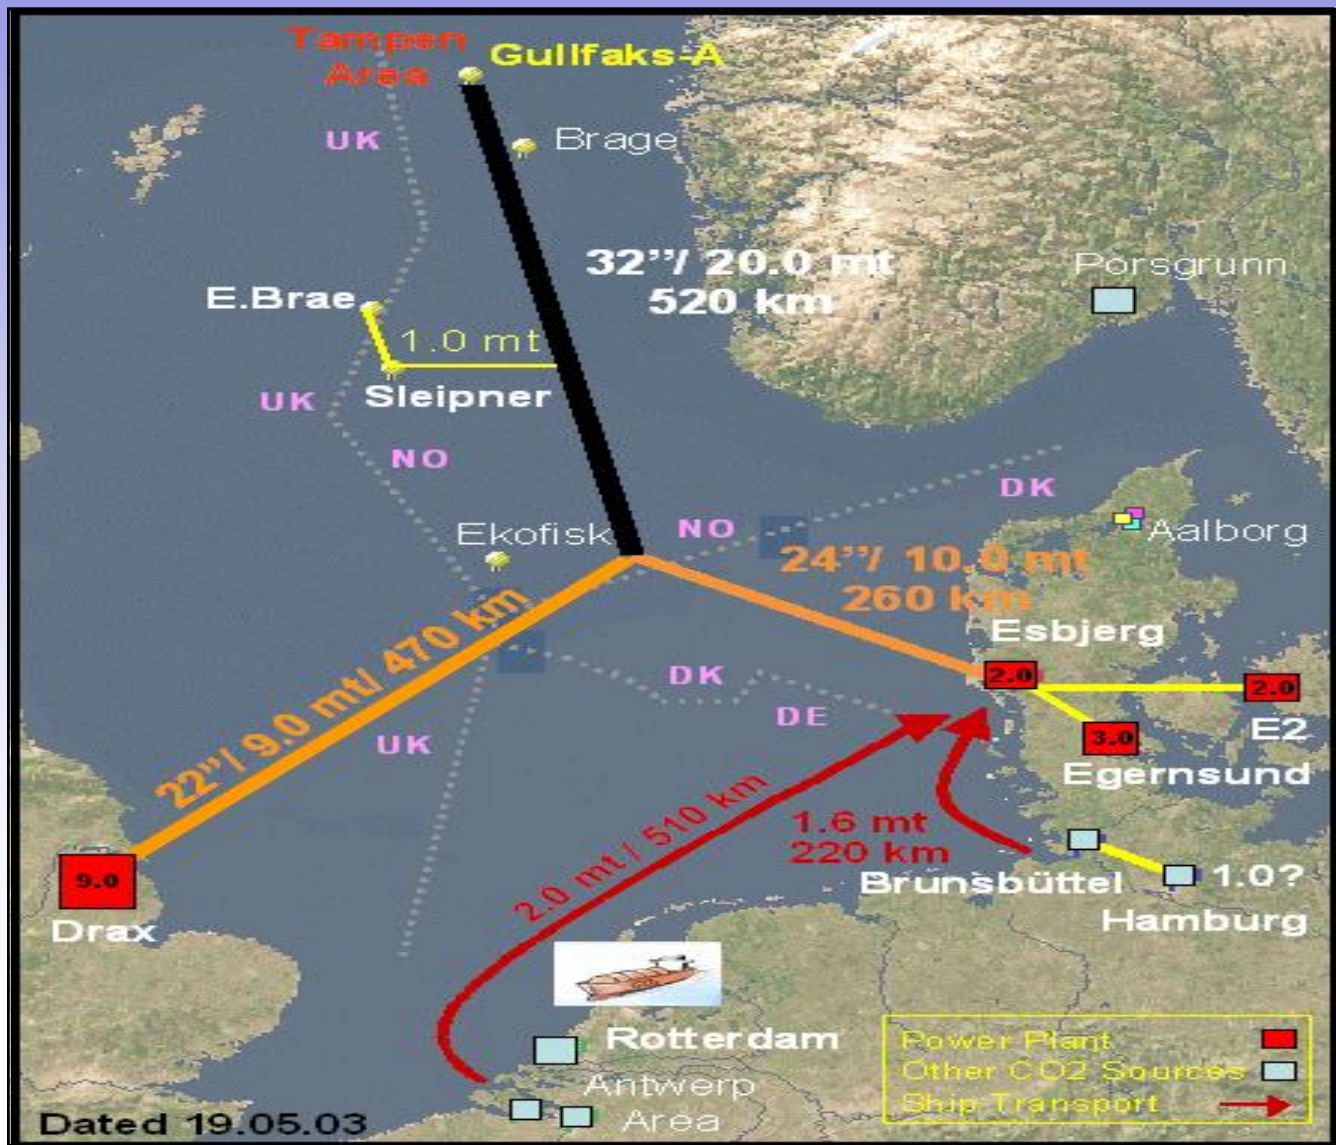 Tampen
Area
Gullfaks-A
UK
Brage
32”/ 20.0 mt
520 km
Porsgrunn
E.Brae
1.0 mt
Sleipner
UK
NO
DK
NO
Aalborg
Ekofisk
24”/ 10.0 mt
260 km
22”/ 9.0 mt/ 470 km
Esbjerg
2.0
2.0
DK
DE
UK
E2
3.0
Egernsund
2.0 mt / 510 km
1.6 mt
220 km
9.0
Drax
Brunsbüttel
1.0?
Hamburg
Rotterdam
Antwerp
Area
Power Plant
Other CO2 Sources
Ship Transport
Dated 19.05.03